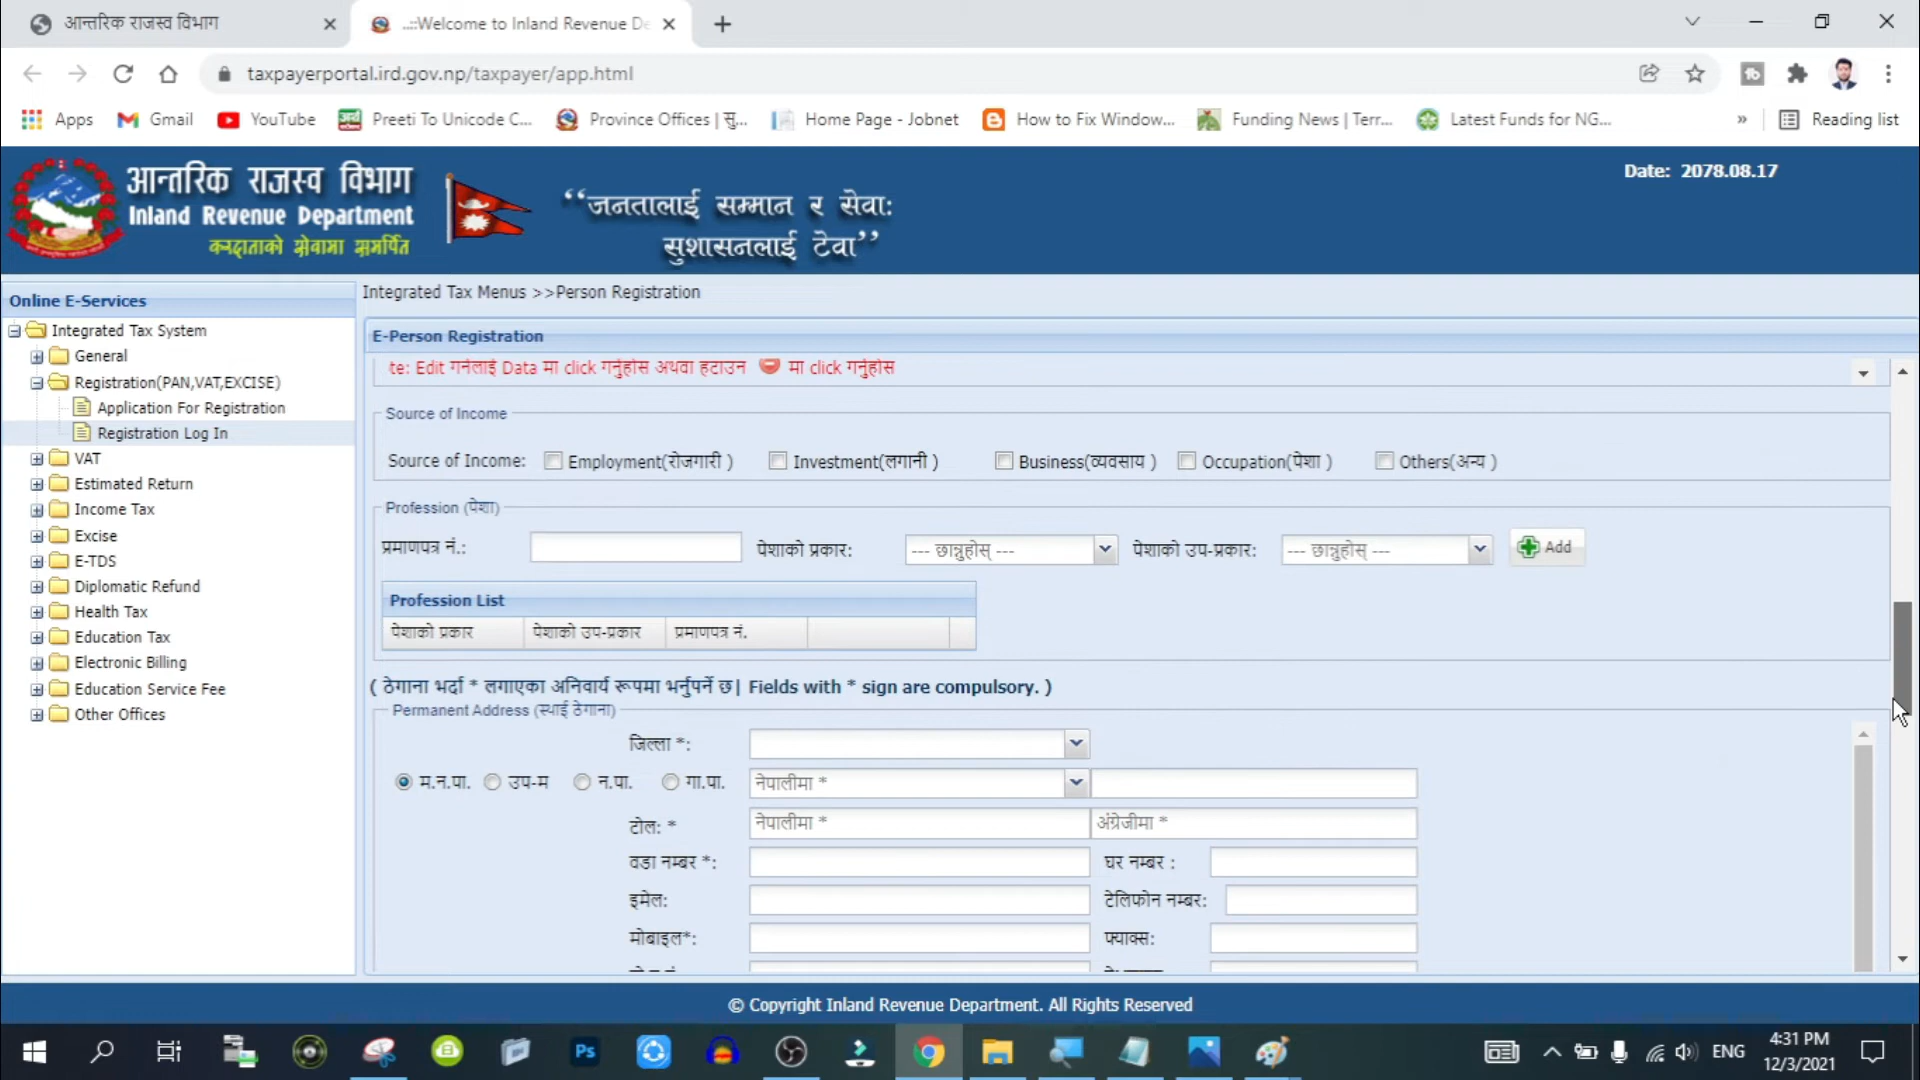 आन्तरिक राजस्व विभाग
..::Welcome to Inland Revenue De
taxpayerportal.ird.gov.np/taxpayer/app.html
Apps Gmail YouTube Preeti To Unicode C... Province Offices | सु... Home Page - Jobnet How to Fix Window... Funding News | Terr... Latest Funds for NG... » Reading list
आन्तरिक राजस्व विभाग
Inland Revenue Department
करदाताको सेवामा समर्पित
“जनतालाई सम्मान र सेवा:
सुशासनलाई टेवा”
Date: 2078.08.17
Online E-Services
Integrated Tax System
General
Registration(PAN,VAT,EXCISE)
Application For Registration
Registration Log In
VAT
Estimated Return
Income Tax
Excise
E-TDS
Diplomatic Refund
Health Tax
Education Tax
Electronic Billing
Education Service Fee
Other Offices
Integrated Tax Menus >>Person Registration
E-Person Registration
te: Edit गर्नलाई Data मा click गर्नुहोस अथवा हटाउन मा click गर्नुहोस
Source of Income
Source of Income: Employment(रोजगारी ) Investment(लगानी ) Business(व्यवसाय ) Occupation(पेशा ) Others(अन्य )
Profession (पेशा)
प्रमाणपत्र नं.: पेशाको प्रकार: --- छान्नुहोस् --- पेशाको उप-प्रकार: --- छान्नुहोस् --- Add
Profession List
पेशाको प्रकार पेशाको उप-प्रकार प्रमाणपत्र नं.
( ठेगाना भर्दा * लगाएका अनिवार्य रूपमा भर्नुपर्ने छ| Fields with * sign are compulsory. )
Permanent Address (स्थाई ठेगाना)
जिल्ला *:
म.न.पा. उप-म न.पा. गा.पा. नेपालीमा *
टोल: * नेपालीमा * अंग्रेजीमा *
वडा नम्बर *: घर नम्बर :
इमेल: टेलिफोन नम्बर:
मोबाइल*: फ्याक्स:
© Copyright Inland Revenue Department. All Rights Reserved
Ps
ENG
4:31 PM
12/3/2021